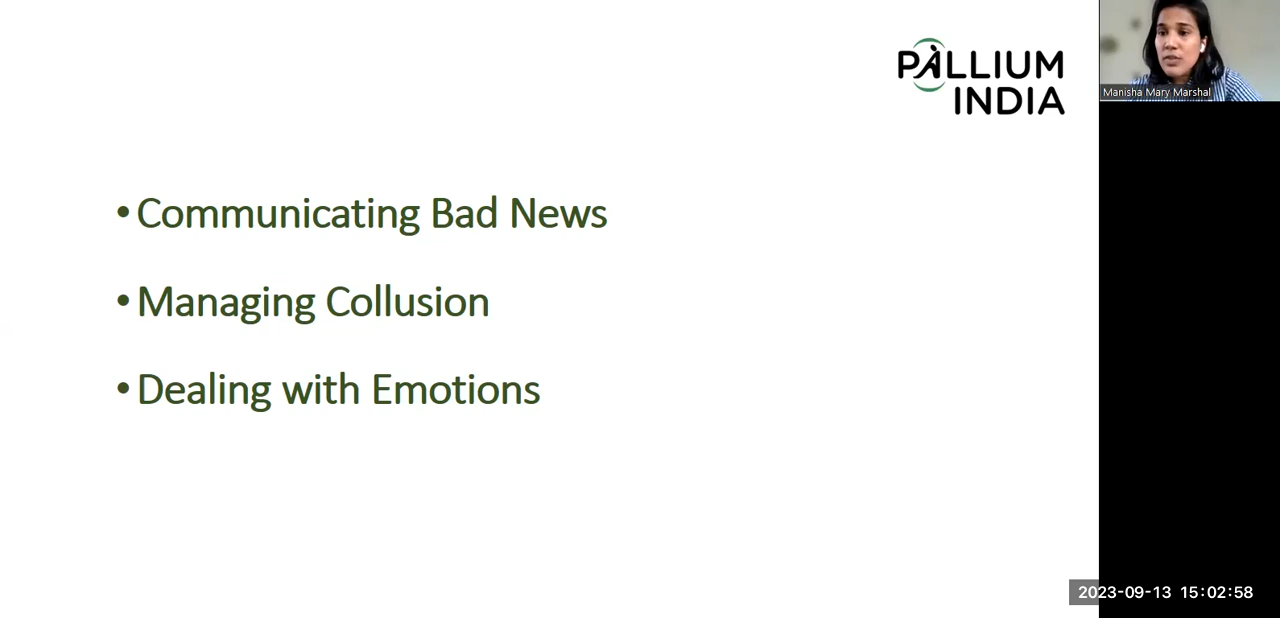 PALLIUM
INDIA
Manisha Mary Marshal
• Communicating Bad News
• Managing Collusion
• Dealing with Emotions
2023-09-13 15:02:58